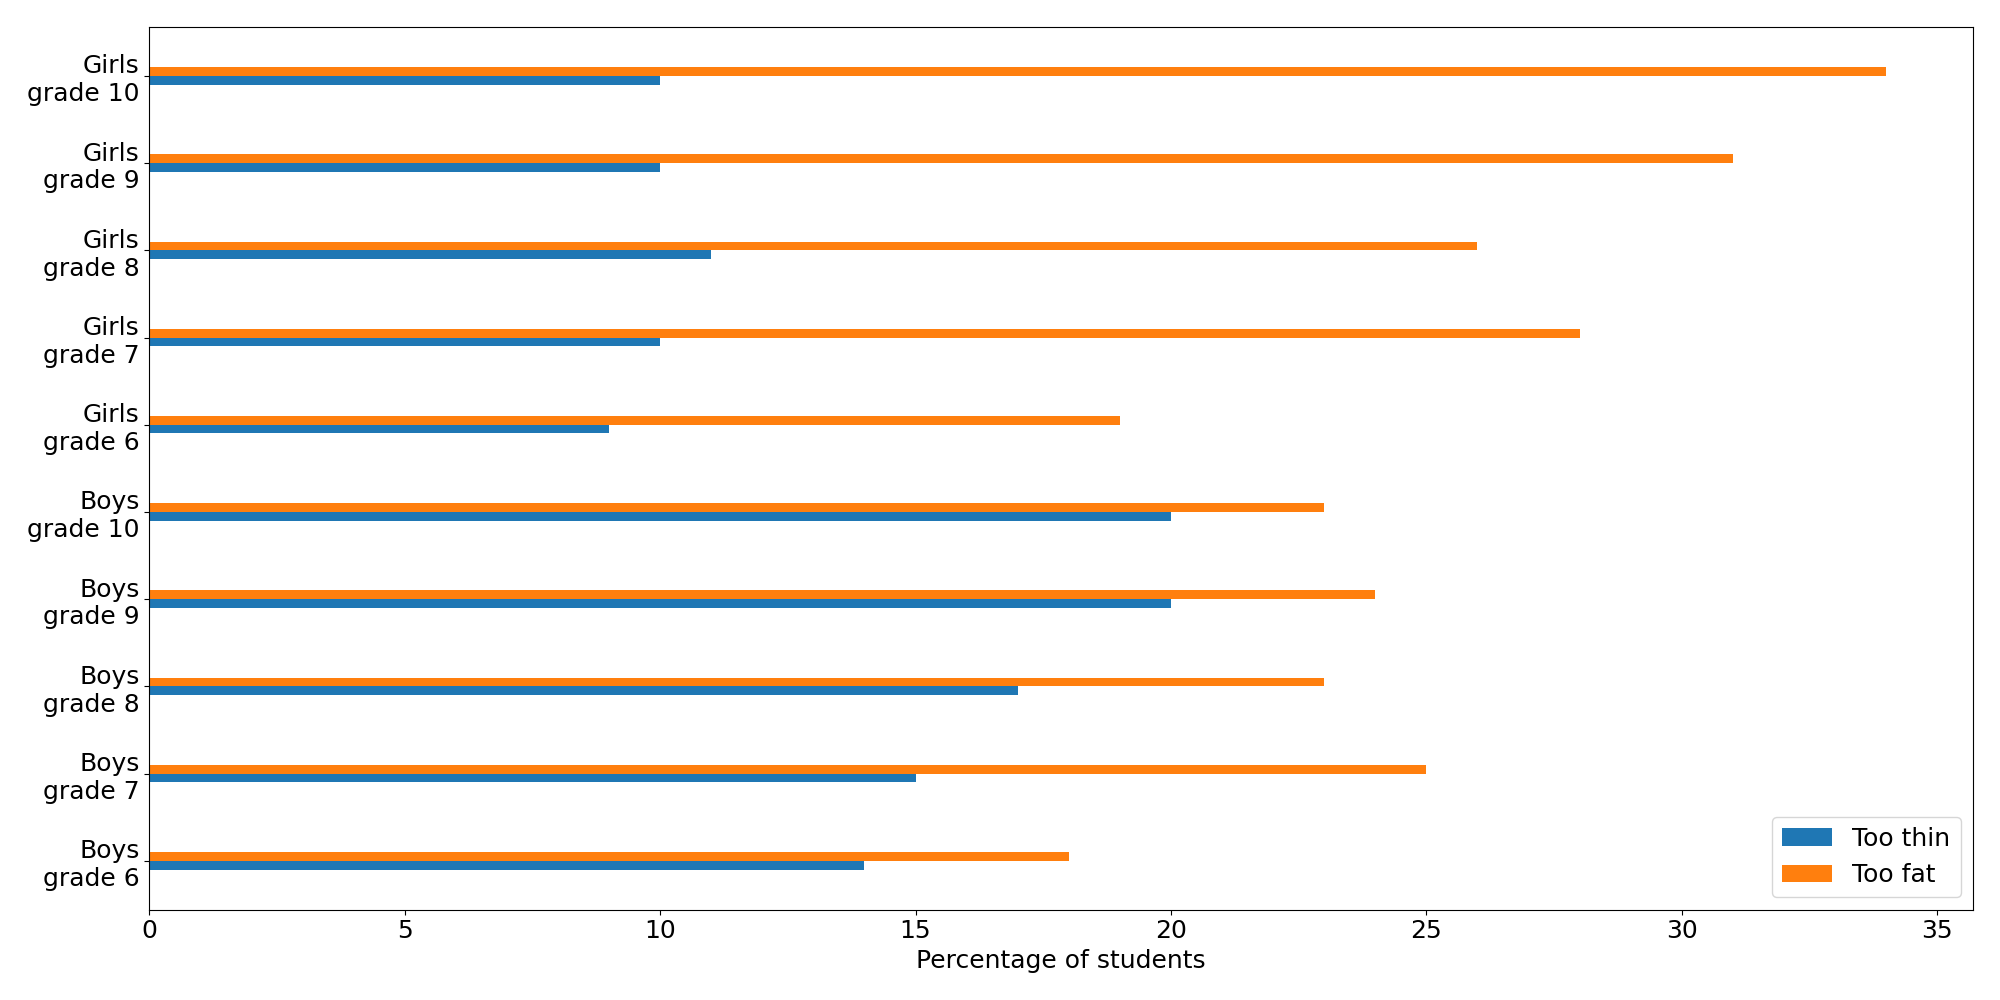 Girls
grade 10
Girls
grade 9
Girls
grade 8
Girls
grade 7
Girls
grade 6
Boys
grade 10
Boys
grade 9
Boys
grade 8
Boys
grade 7
Boys
grade 6
Too thin
Too fat
0 5 10 15 20 25 30 35
Percentage of students